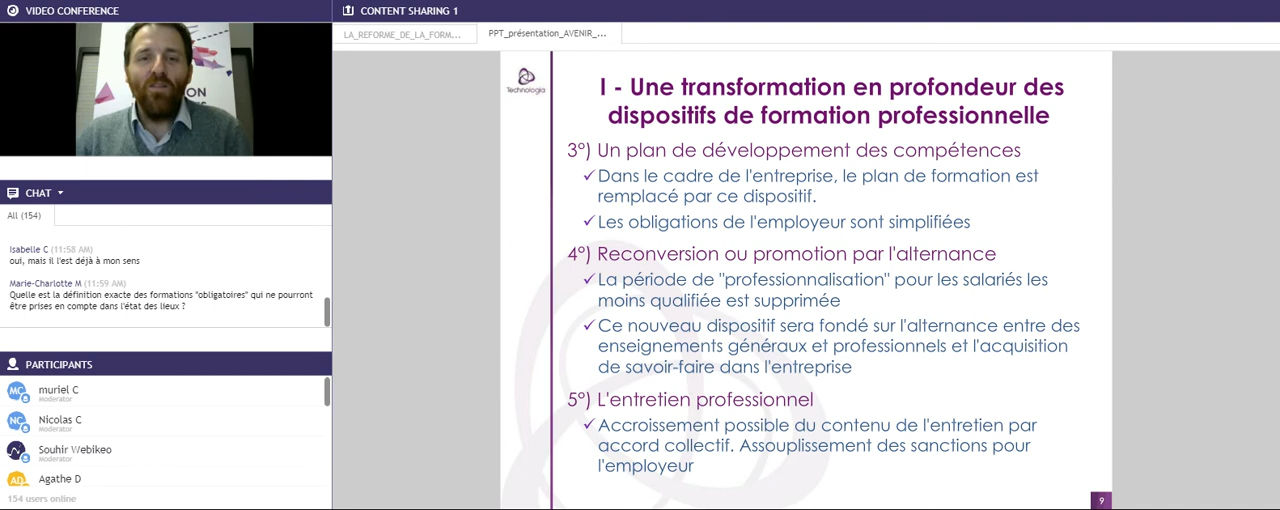 VIDEO CONFERENCE
CONTENT SHARING 1
LA_REFORME_DE_LA_FORM...
PPT_présentation_AVENIR_...
CHAT
All (154)
Isabelle C (11:58 AM)
oui, mais il l'est déjà à mon sens
Marie-Charlotte M (11:59 AM)
Quelle est la définition exacte des formations "obligatoires" qui ne pourront
être prises en compte dans l'état des lieux ?
PARTICIPANTS
MC
muriel C
Moderator
NC
Nicolas C
Moderator
Souhir Webikeo
Moderator
AD
Agathe D
154 users online
Technologia
I - Une transformation en profondeur des
dispositifs de formation professionnelle
3°) Un plan de développement des compétences
✓Dans le cadre de l'entreprise, le plan de formation est
remplacé par ce dispositif.
✓Les obligations de l'employeur sont simplifiées
4°) Reconversion ou promotion par l'alternance
✓La période de "professionnalisation" pour les salariés les
moins qualifiée est supprimée
✓Ce nouveau dispositif sera fondé sur l'alternance entre des
enseignements généraux et professionnels et l'acquisition
de savoir-faire dans l'entreprise
5°) L'entretien professionnel
✓Accroissement possible du contenu de l'entretien par
accord collectif. Assouplissement des sanctions pour
l'employeur
9